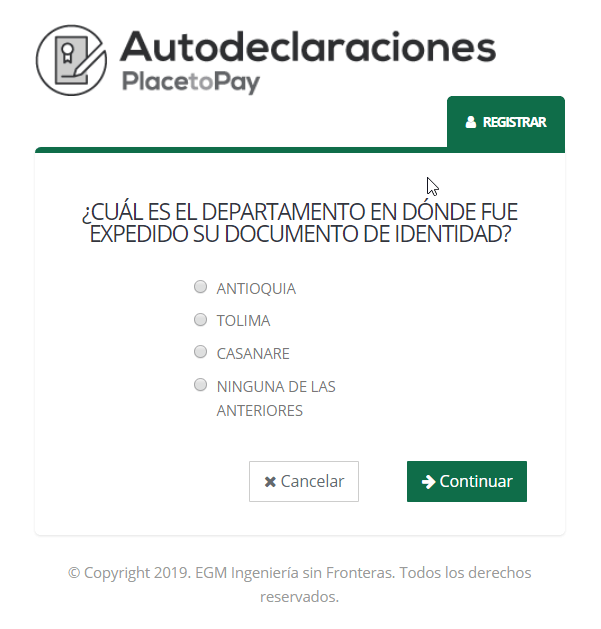 Autodeclaraciones
PlacetoPay
REGISTRAR
¿CUÁL ES EL DEPARTAMENTO EN DÓNDE FUE
EXPEDIDO SU DOCUMENTO DE IDENTIDAD?
ANTIOQUIA
TOLIMA
CASANARE
NINGUNA DE LAS
ANTERIORES
Cancelar
Continuar
© Copyright 2019. EGM Ingeniería sin Fronteras. Todos los derechos
reservados.